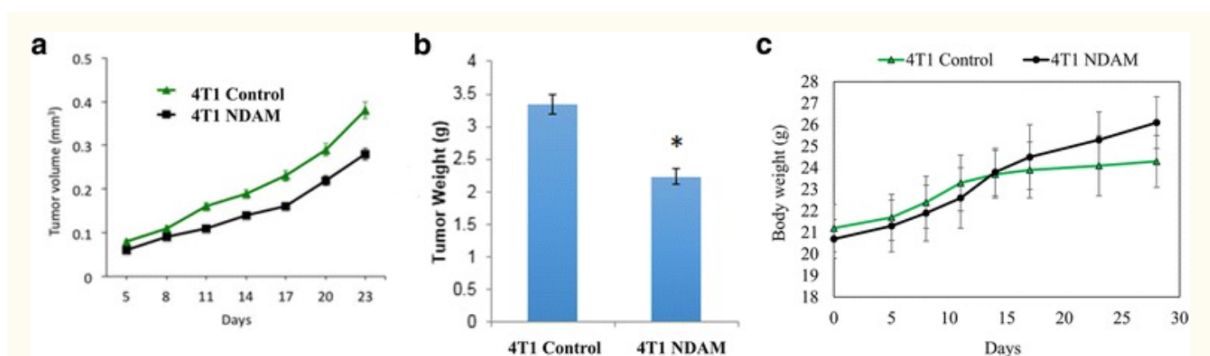 a
Tumor volume (mm³)
0.5
0.4
0.3
0.2
0.1
0
4T1 Control
4T1 NDAM
5 8 11 14 17 20 23
Days
b
Tumor Weight (g)
4
3.5
3
2.5
2
1.5
1
0.5
0
*
4T1 Control 4T1 NDAM
c
4T1 Control 4T1 NDAM
Body weight (g)
28
27
26
25
24
23
22
21
20
19
18
0 5 10 15 20 25 30
Days